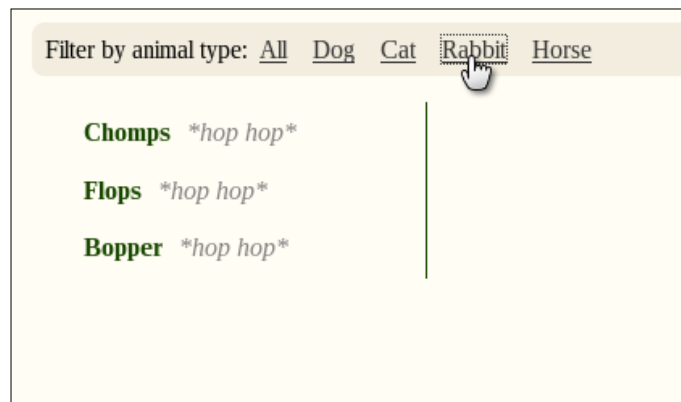 Filter by animal type: All Dog Cat Rabbit Horse
Chomps *hop hop*
Flops *hop hop*
Bopper *hop hop*